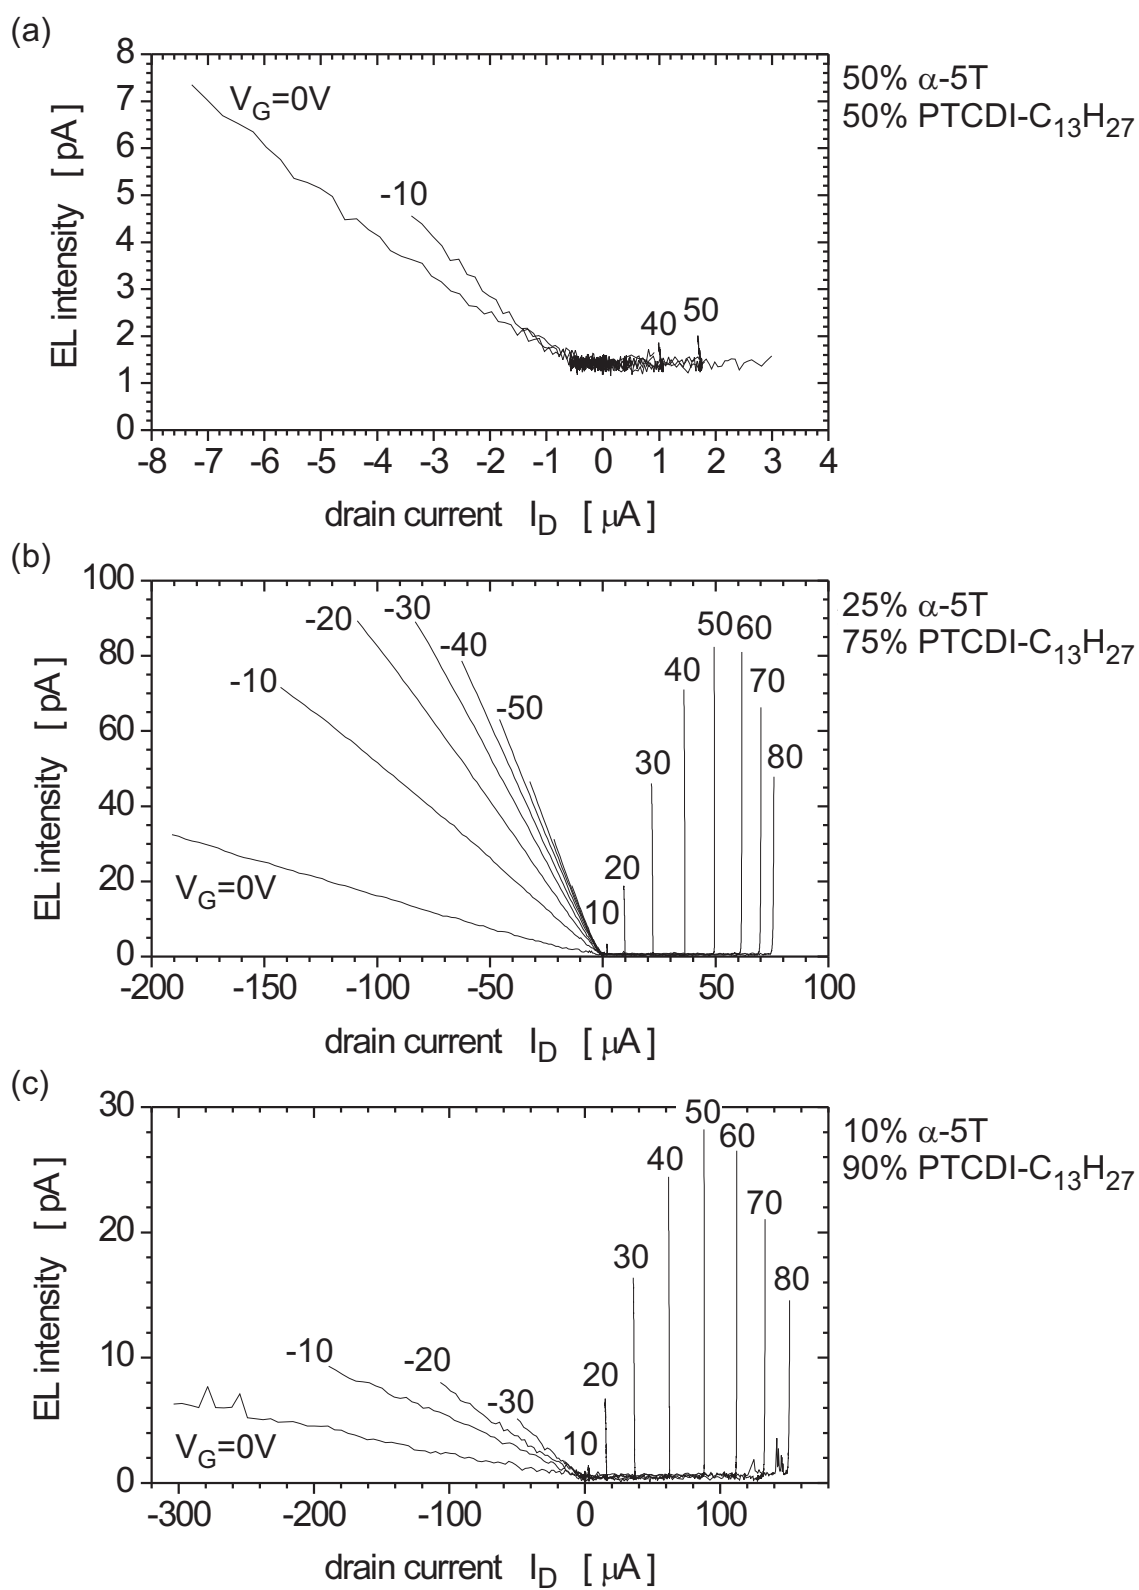 (a)
8
7
6
5
4
3
2
1
0
EL intensity [ pA ]
V_G=0V
-10
40
50
50% α-5T
50% PTCDI-C₁₃H₂₇
-8 -7 -6 -5 -4 -3 -2 -1 0 1 2 3 4
drain current I_D [ μA ]
(b)
100
80
60
40
20
0
EL intensity [ pA ]
-10
-20
-30
-40
-50
V_G=0V
10
20
30
40
50
60
70
80
25% α-5T
75% PTCDI-C₁₃H₂₇
-200 -150 -100 -50 0 50 100
drain current I_D [ μA ]
(c)
30
20
10
0
EL intensity [ pA ]
-10
-20
-30
V_G=0V
10
20
30
40
50
60
70
80
10% α-5T
90% PTCDI-C₁₃H₂₇
-300 -200 -100 0 100
drain current I_D [ μA ]